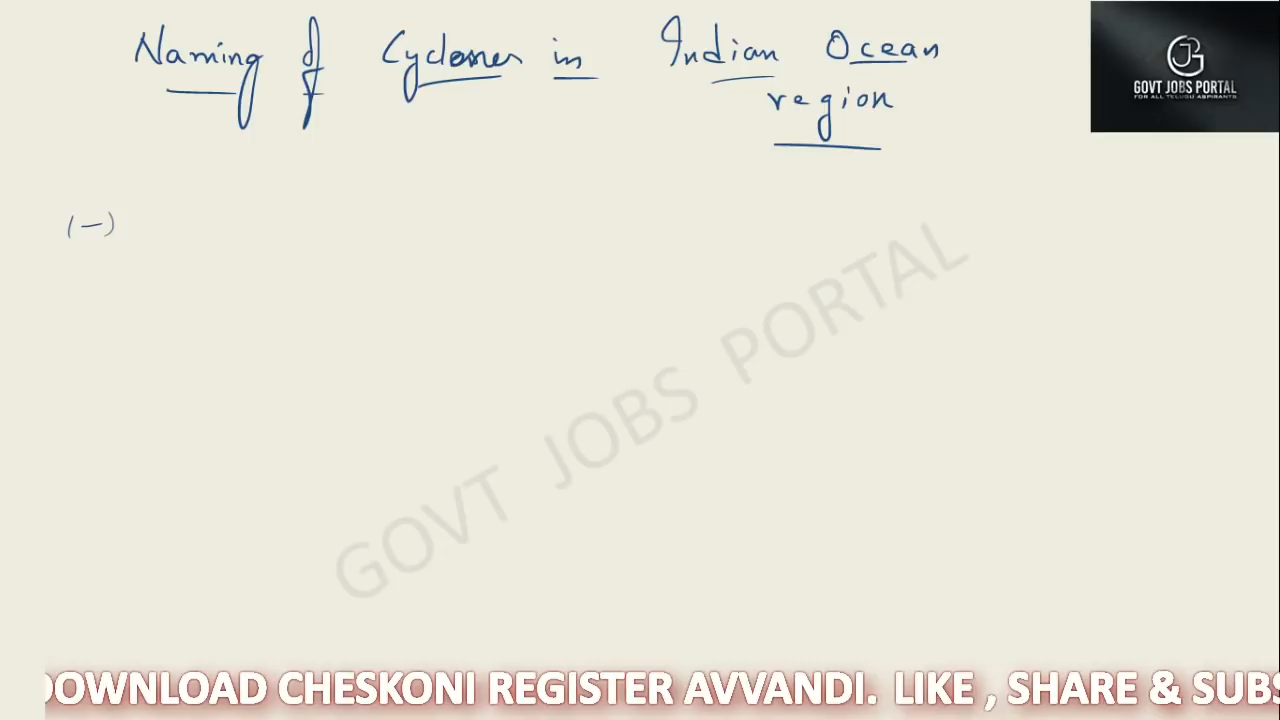 Naming of Cyclones in Indian Ocean
region
GOVT JOBS PORTAL
FOR ALL TELUGU ASPIRANTS
(-)
GOVT JOBS PORTAL
DOWNLOAD CHESKONI REGISTER AVVANDI. LIKE , SHARE & SUBS